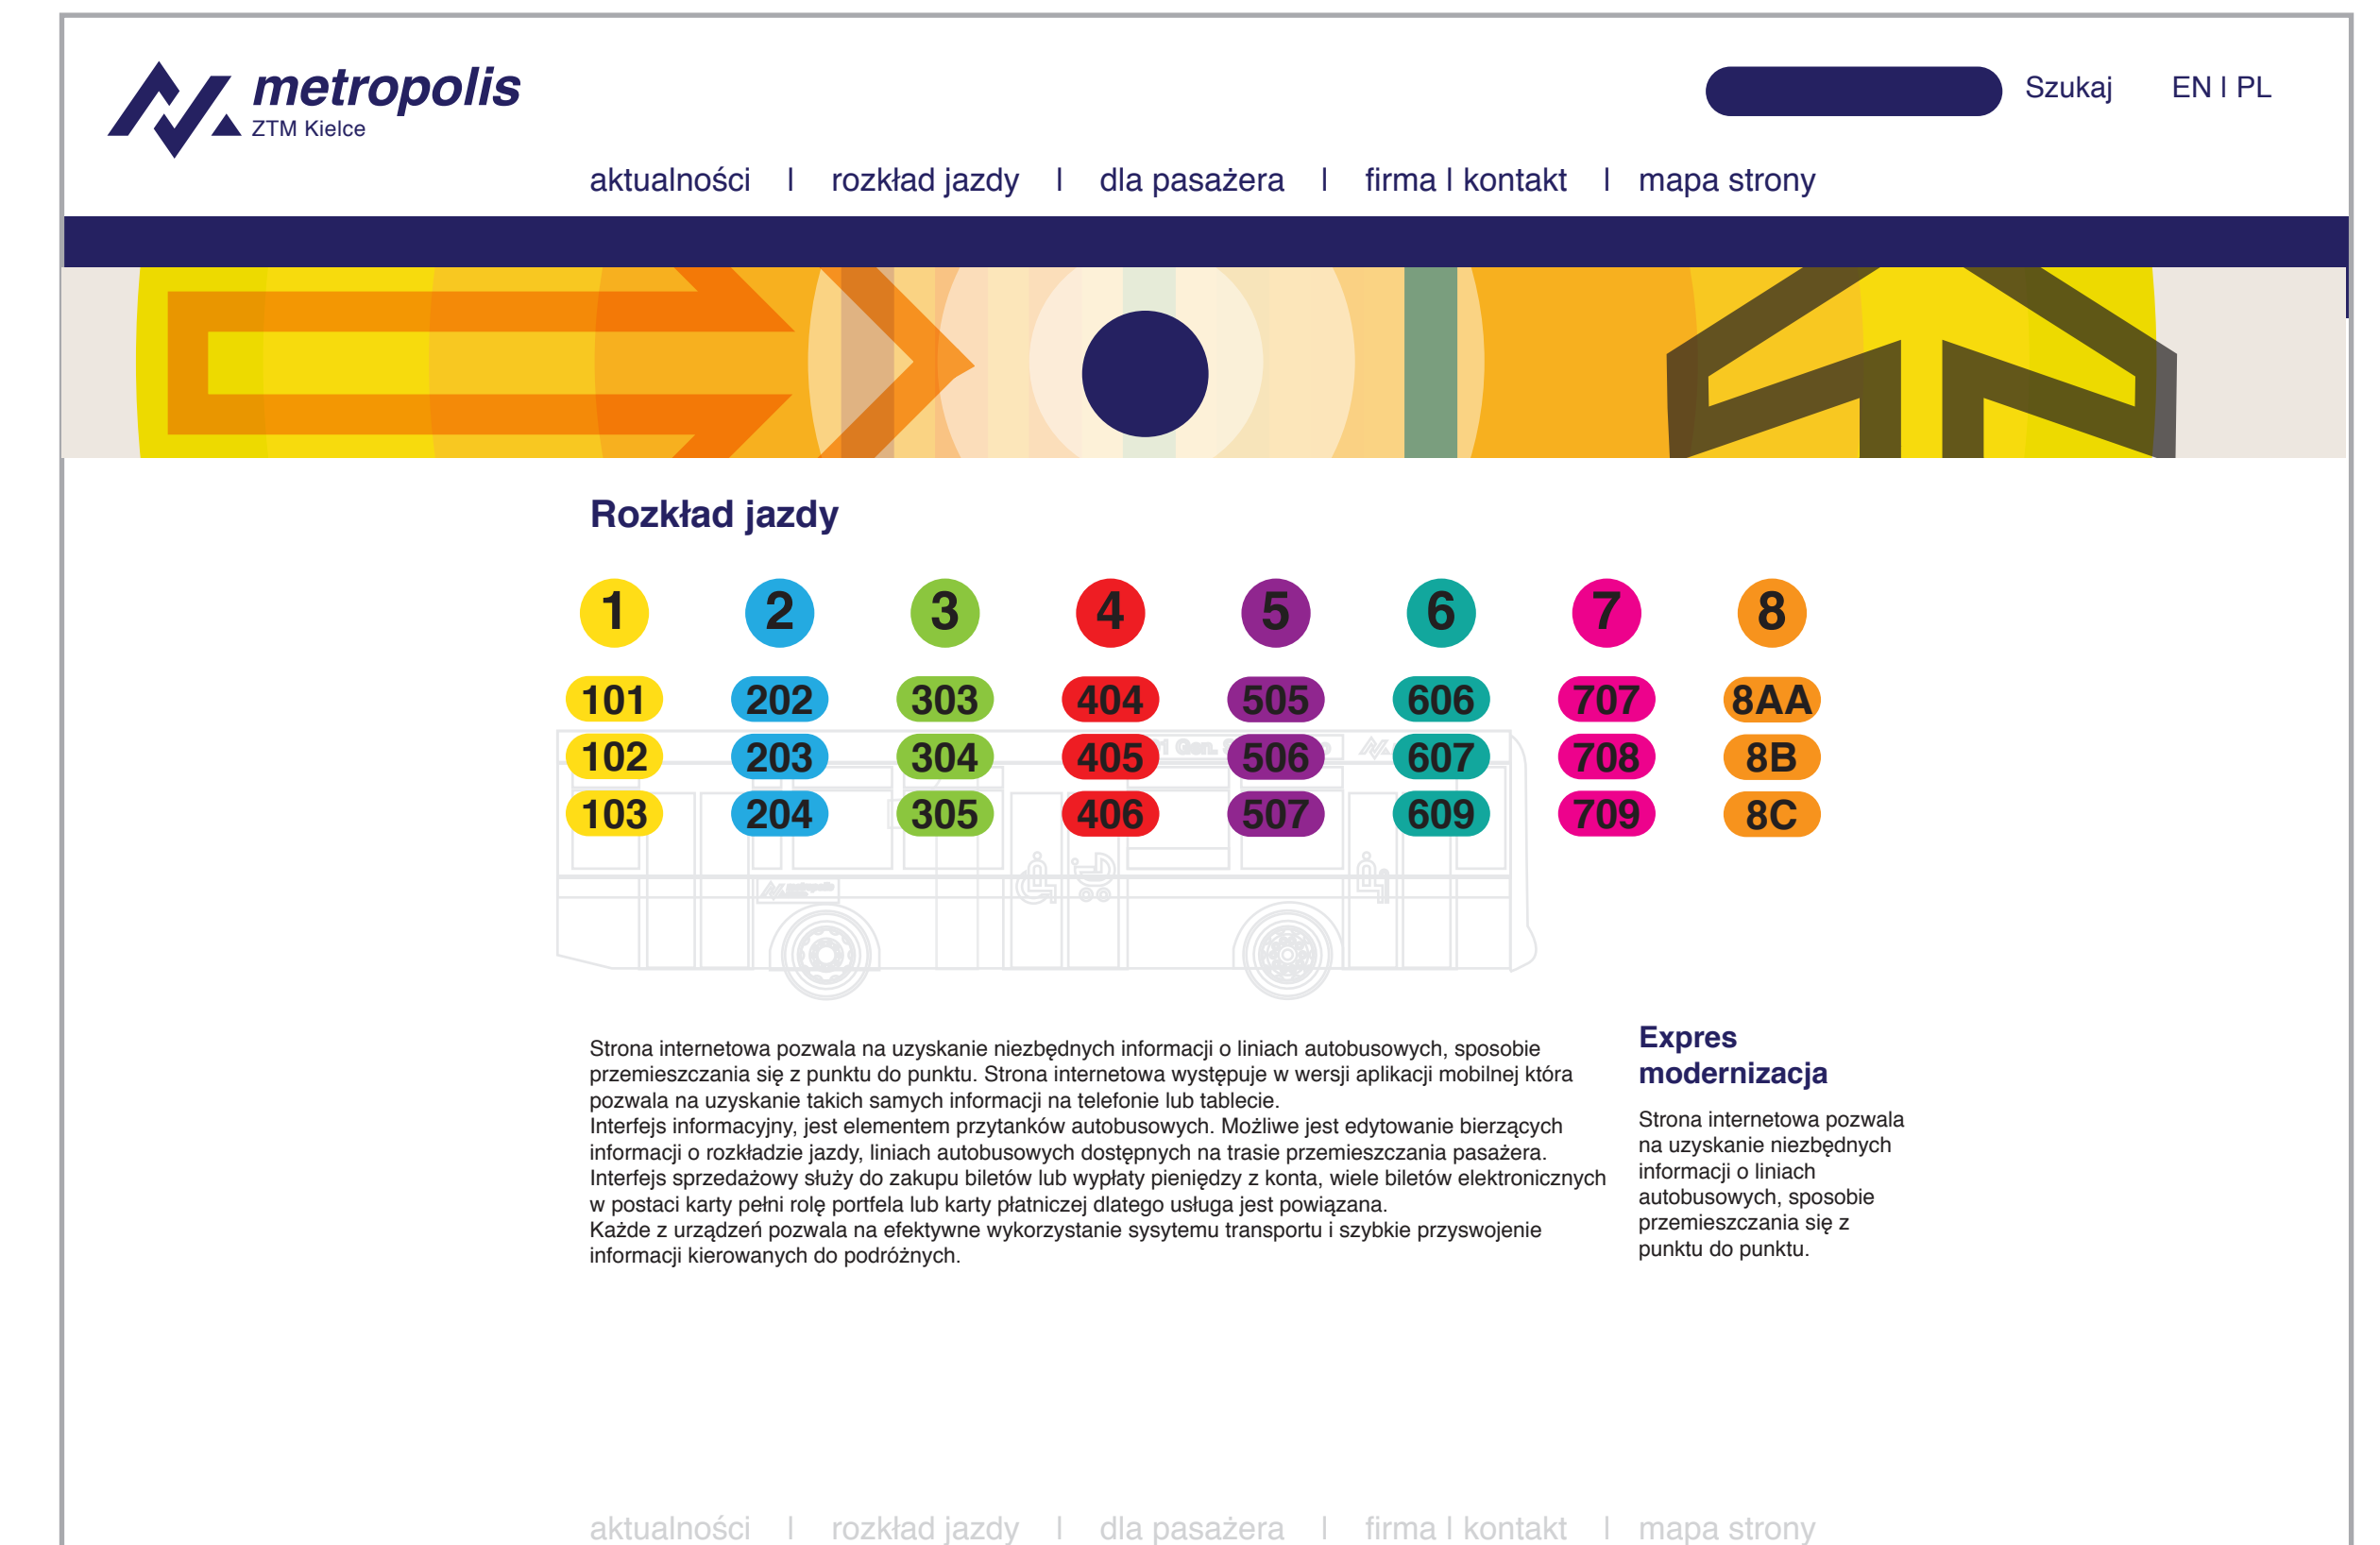 metropolis
ZTM Kielce
Szukaj EN | PL
aktualności | rozkład jazdy | dla pasażera | firma | kontakt | mapa strony
Rozkład jazdy
1 2 3 4 5 6 7 8
101 202 303 404 505 606 707 8AA
102 203 304 405 506 607 708 8B
103 204 305 406 507 609 709 8C
1 Gen.
metropolis
Strona internetowa pozwala na uzyskanie niezbędnych informacji o liniach autobusowych, sposobie
przemieszczania się z punktu do punktu. Strona internetowa występuje w wersji aplikacji mobilnej która
pozwala na uzyskanie takich samych informacji na telefonie lub tablecie.
Interfejs informacyjny, jest elementem przytanków autobusowych. Możliwe jest edytowanie bierzących
informacji o rozkładzie jazdy, liniach autobusowych dostępnych na trasie przemieszczania pasażera.
Interfejs sprzedażowy służy do zakupu biletów lub wypłaty pieniędzy z konta, wiele biletów elektronicznych
w postaci karty pełni rolę portfela lub karty płatniczej dlatego usługa jest powiązana.
Każde z urządzeń pozwala na efektywne wykorzystanie sysytemu transportu i szybkie przyswojenie
informacji kierowanych do podróżnych.
Expres
modernizacja
Strona internetowa pozwala
na uzyskanie niezbędnych
informacji o liniach
autobusowych, sposobie
przemieszczania się z
punktu do punktu.
aktualności | rozkład jazdy | dla pasażera | firma | kontakt | mapa strony